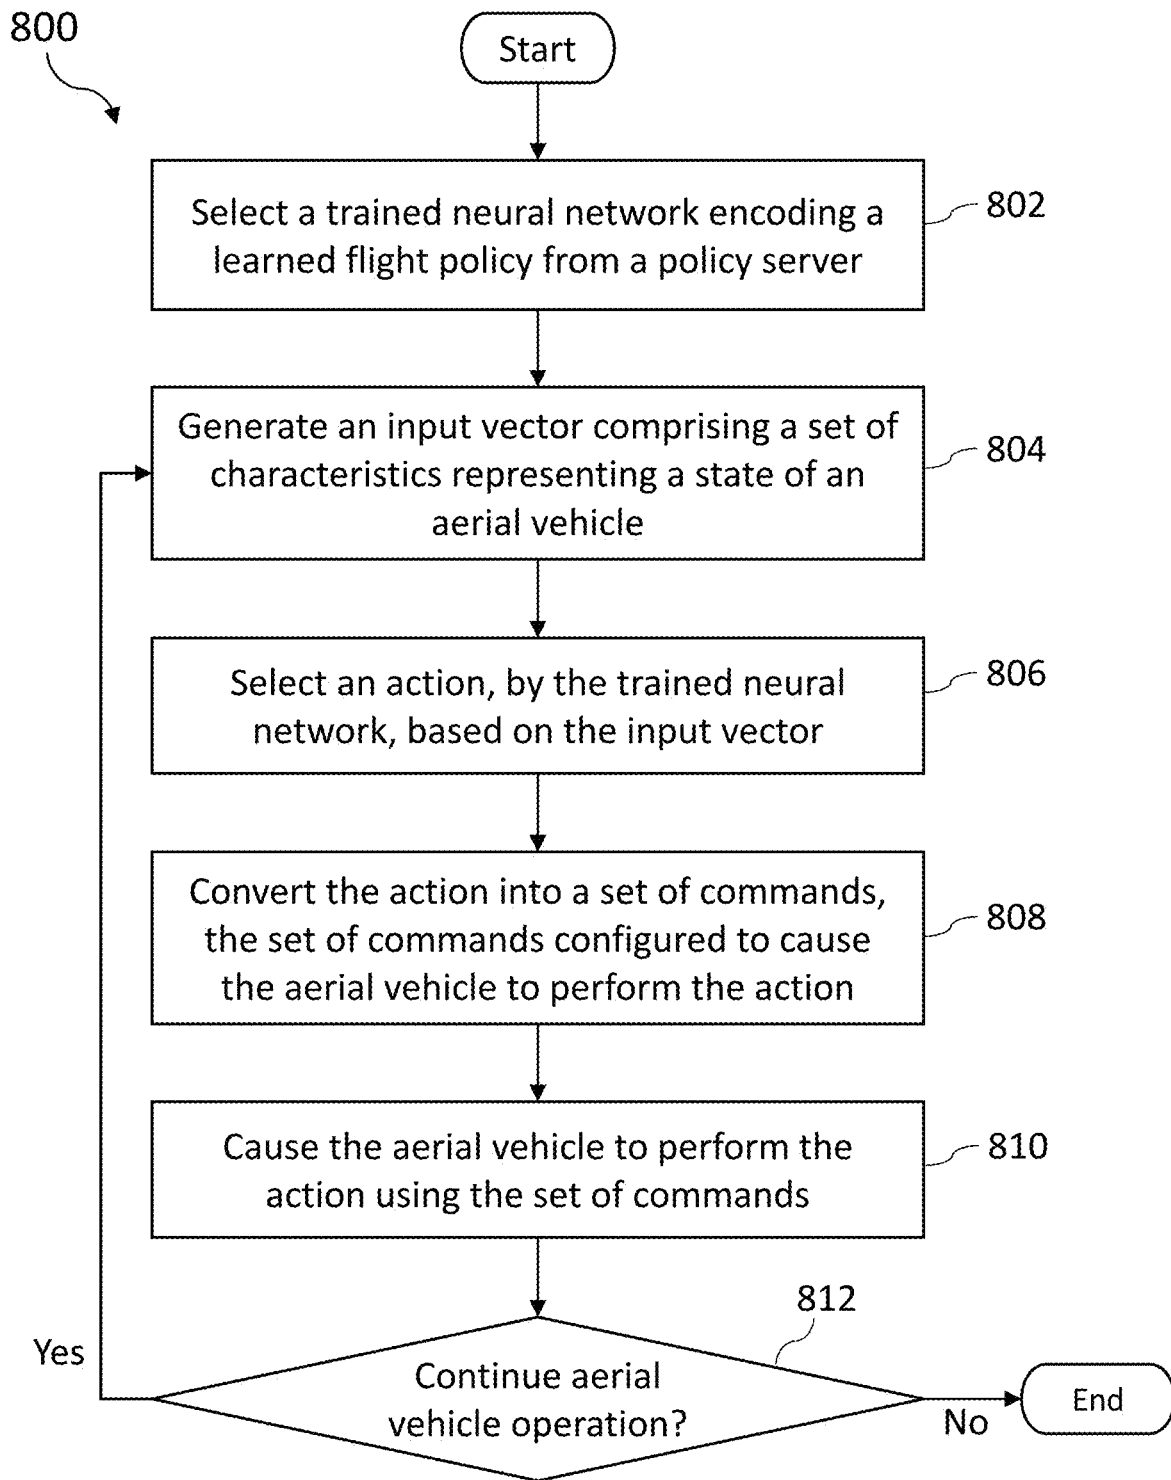 800
Start
Select a trained neural network encoding a
learned flight policy from a policy server
802
Generate an input vector comprising a set of
characteristics representing a state of an
aerial vehicle
804
Select an action, by the trained neural
network, based on the input vector
806
Convert the action into a set of commands,
the set of commands configured to cause
the aerial vehicle to perform the action
808
Cause the aerial vehicle to perform the
action using the set of commands
810
812
Yes
Continue aerial
vehicle operation?
No
End